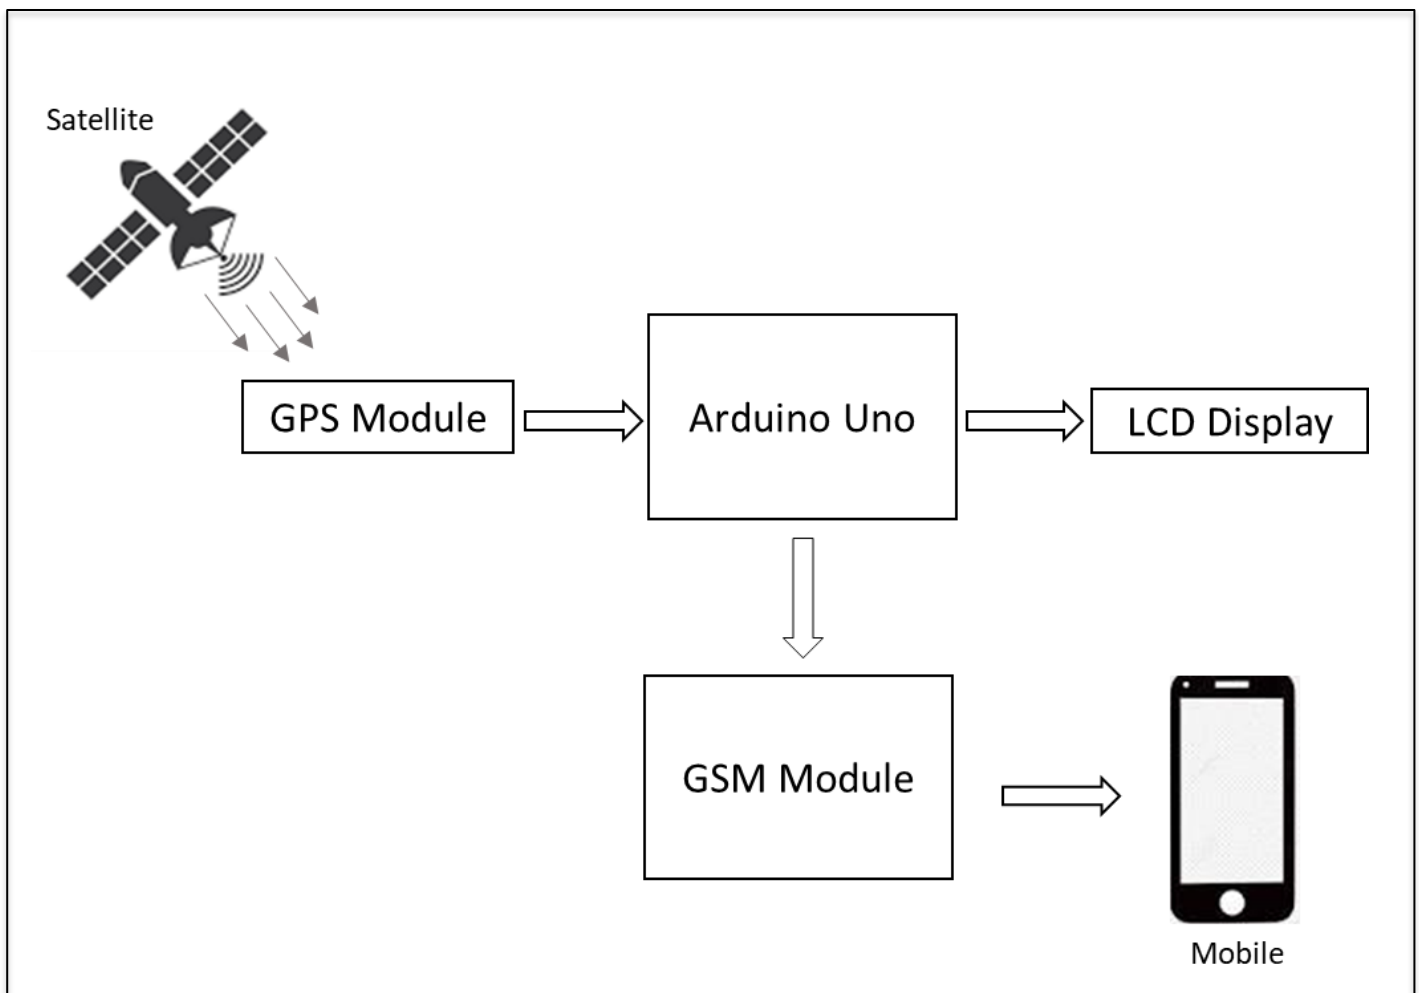 Satellite
GPS Module
Arduino Uno
LCD Display
GSM Module
Mobile